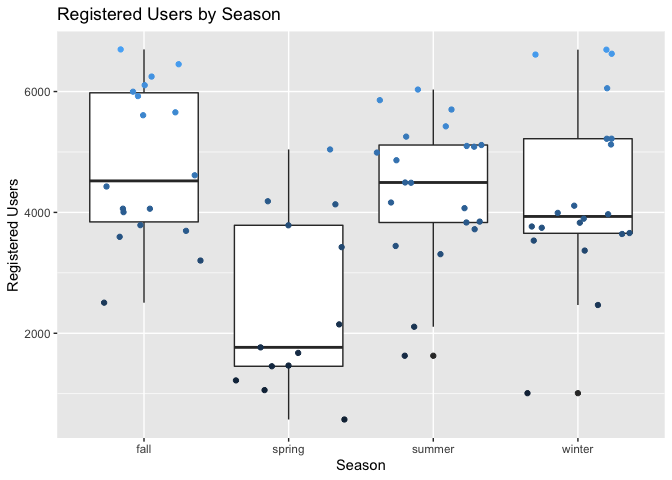 Registered Users by Season
Registered Users
6000
4000
2000
fall spring summer winter
Season